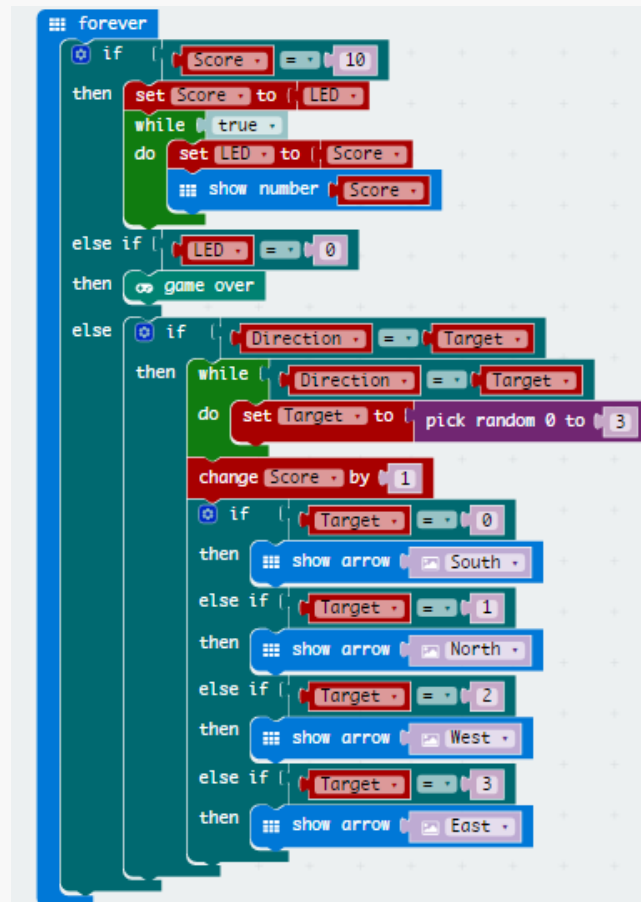 forever
if Score = 10
then set Score to LED
while true
do set LED to Score
show number Score
else if LED = 0
then game over
else if Direction = Target
then while Direction = Target
do set Target to pick random 0 to 3
change Score by 1
if Target = 0
then show arrow South
else if Target = 1
then show arrow North
else if Target = 2
then show arrow West
else if Target = 3
then show arrow East